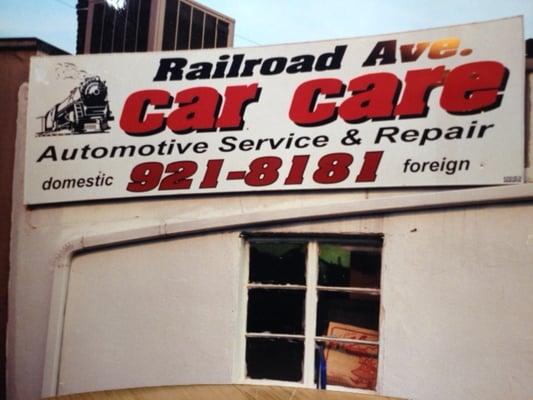 Railroad Ave.
car care
Automotive Service & Repair
domestic 921-8181 foreign